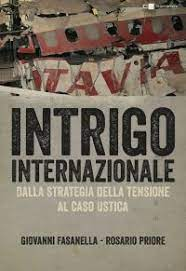 ITAVIA
INTRIGO
INTERNAZIONALE
DALLA STRATEGIA DELLA TENSIONE
AL CASO USTICA
GIOVANNI FASANELLA - ROSARIO PRIORE